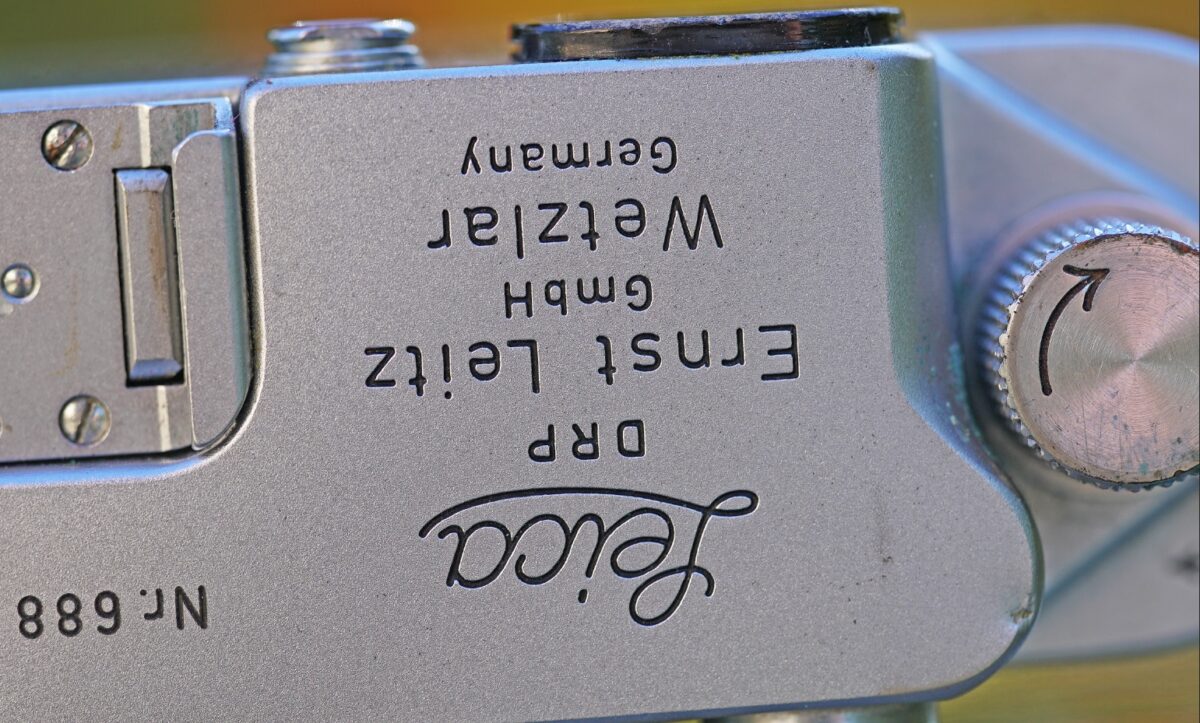 Leica
Nr. 688
DRP
Ernst Leitz
GmbH
Wetzlar
Germany